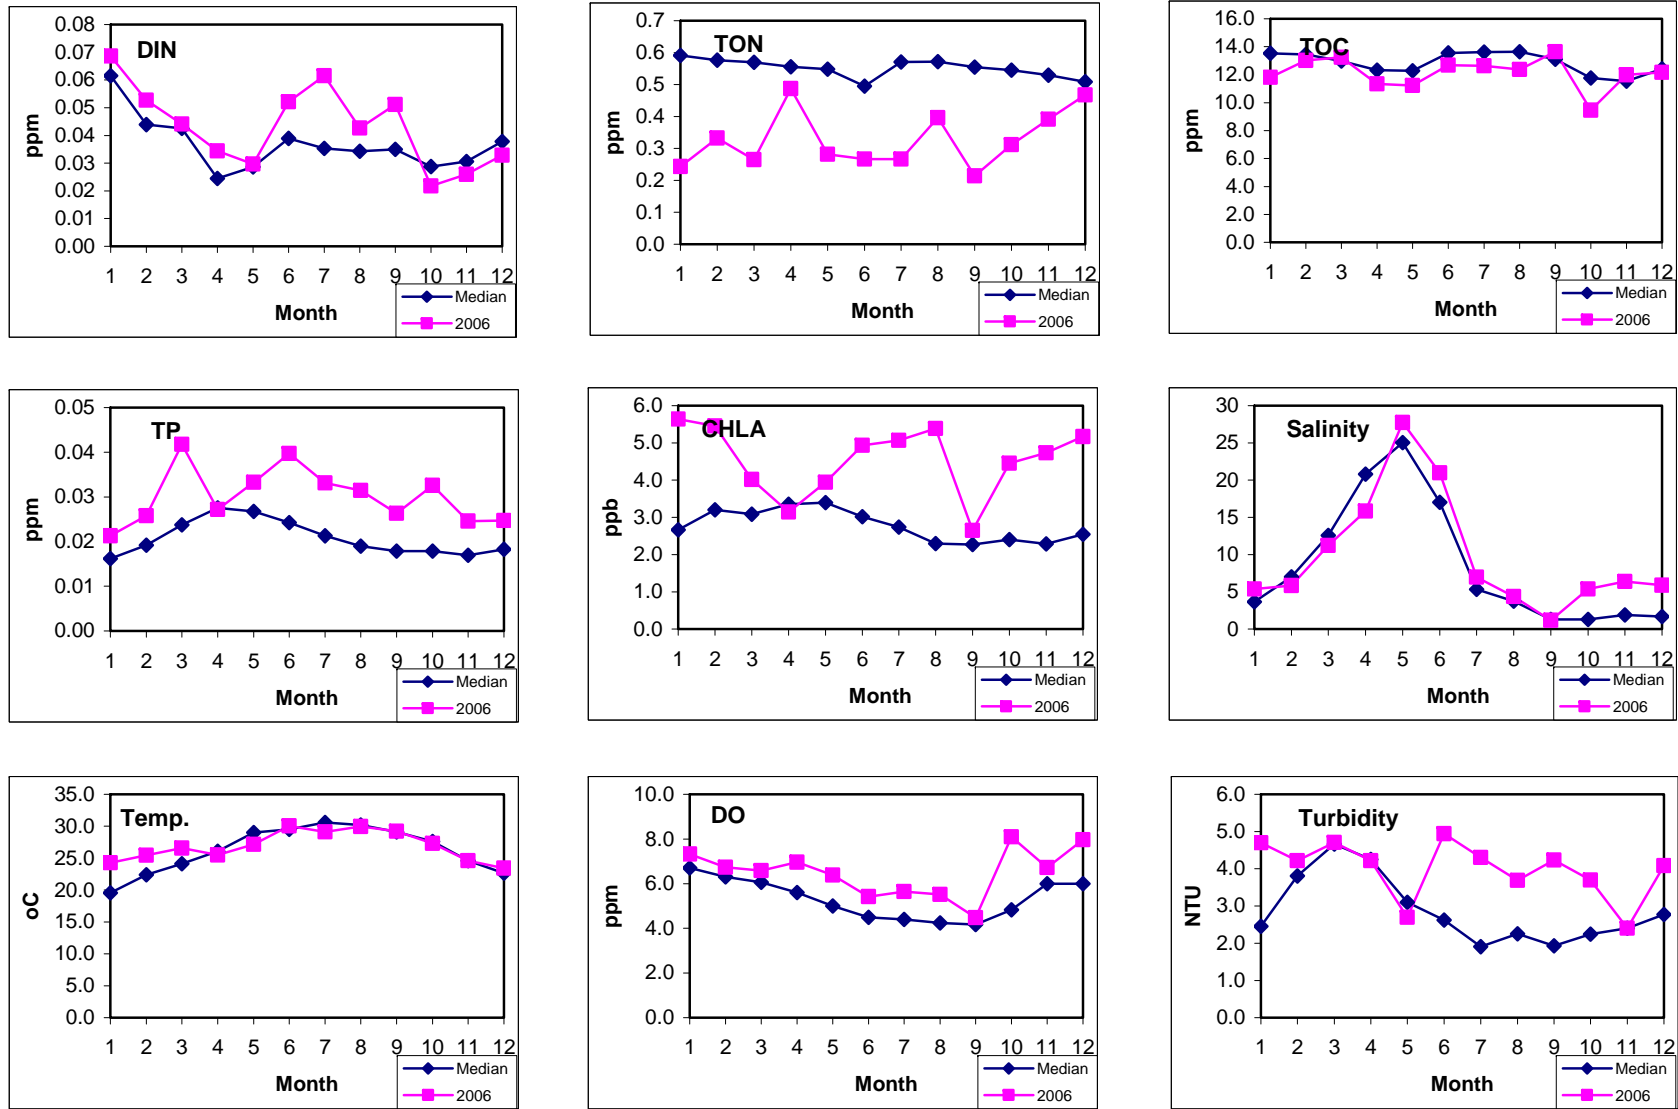 DIN
ppm
0.08
0.07
0.06
0.05
0.04
0.03
0.02
0.01
0.00
1 2 3 4 5 6 7 8 9 10 11 12
Month
Median
2006
TON
ppm
0.7
0.6
0.5
0.4
0.3
0.2
0.1
0.0
1 2 3 4 5 6 7 8 9 10 11 12
Month
Median
2006
TOC
ppm
16.0
14.0
12.0
10.0
8.0
6.0
4.0
2.0
0.0
1 2 3 4 5 6 7 8 9 10 11 12
Month
Median
2006
TP
ppm
0.05
0.04
0.03
0.02
0.01
0.00
1 2 3 4 5 6 7 8 9 10 11 12
Month
Median
2006
CHLA
ppb
6.0
5.0
4.0
3.0
2.0
1.0
0.0
1 2 3 4 5 6 7 8 9 10 11 12
Month
Median
2006
Salinity
30
25
20
15
10
5
0
1 2 3 4 5 6 7 8 9 10 11 12
Month
Median
2006
Temp.
oC
35.0
30.0
25.0
20.0
15.0
10.0
5.0
0.0
1 2 3 4 5 6 7 8 9 10 11 12
Month
Median
2006
DO
ppm
10.0
8.0
6.0
4.0
2.0
0.0
1 2 3 4 5 6 7 8 9 10 11 12
Month
Median
2006
Turbidity
NTU
6.0
5.0
4.0
3.0
2.0
1.0
0.0
1 2 3 4 5 6 7 8 9 10 11 12
Month
Median
2006